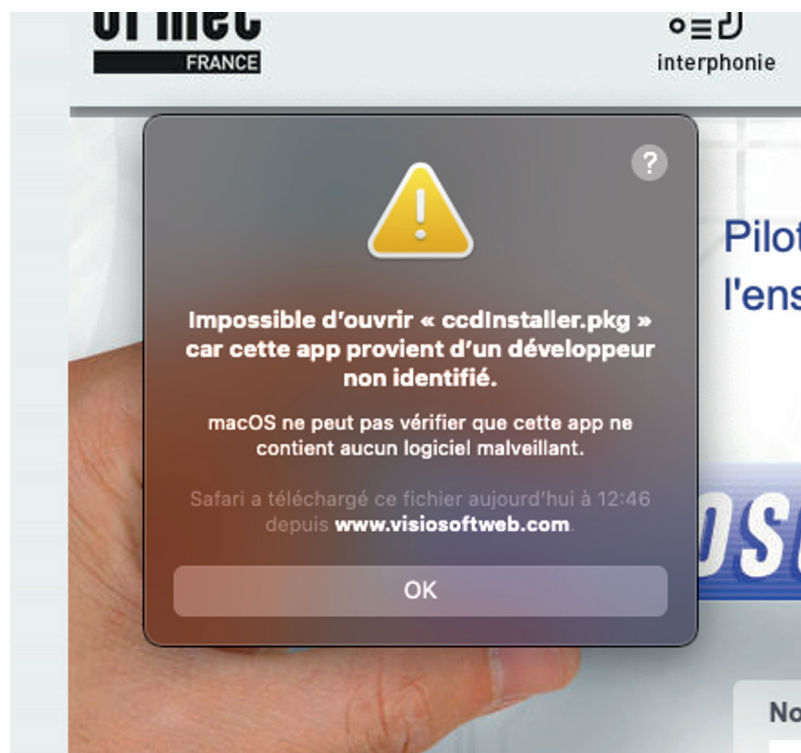 FRANCE
interphonie
?
Impossible d'ouvrir « ccdInstaller.pkg »
car cette app provient d'un développeur
non identifié.
macOS ne peut pas vérifier que cette app ne
contient aucun logiciel malveillant.
Safari a téléchargé ce fichier aujourd'hui à 12:46
depuis www.visiosoftweb.com.
OK
Pilot
l'ens
No